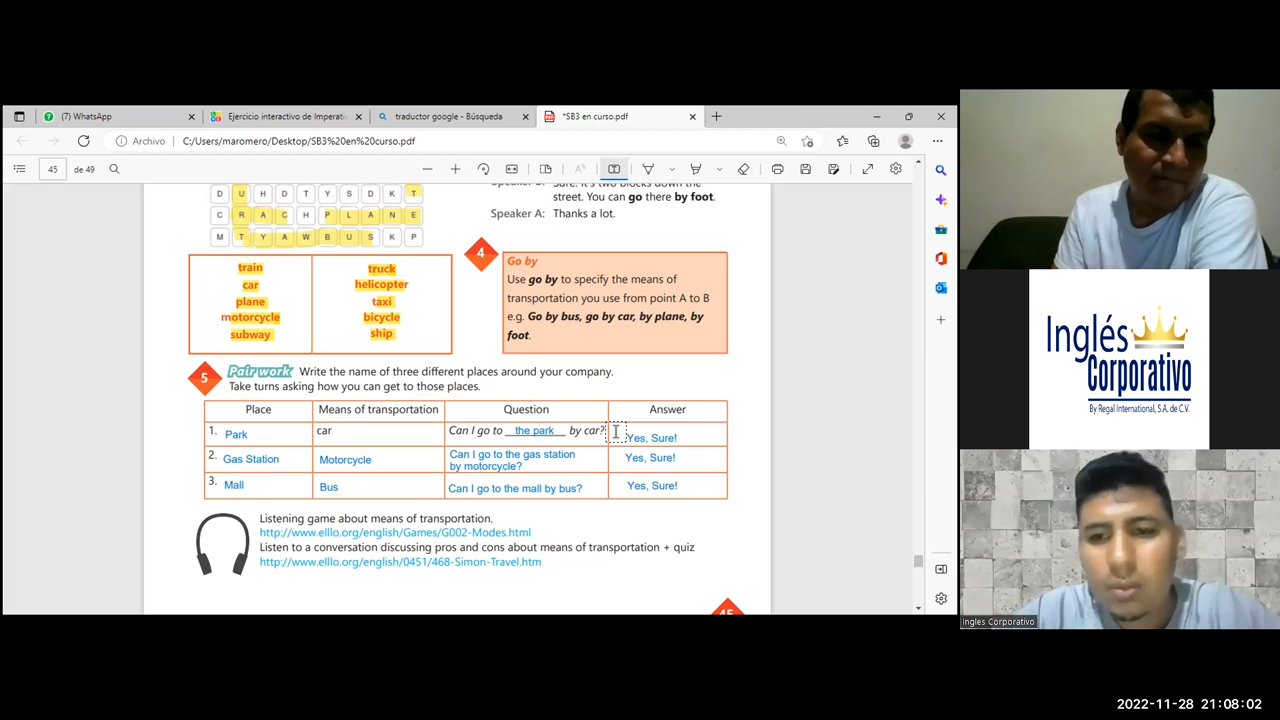 (7) WhatsApp
Ejercicio interactivo de Imperati
traductor google - Búsqueda
*SB3 en curso.pdf
Archivo
C:/Users/maromero/Desktop/SB3%20en%20curso.pdf
45
de 49
D U H D T Y S D K T
C R A C H P L A N E
M T Y A W B U S K P
street. You can go there by foot.
Speaker A: Thanks a lot.
train
car
plane
motorcycle
subway
truck
helicopter
taxi
bicycle
ship
4
Go by
Use go by to specify the means of
transportation you use from point A to B
e.g. Go by bus, go by car, by plane, by
foot.
5
Pair work Write the name of three different places around your company.
Take turns asking how you can get to those places.
Place Means of transportation Question Answer
1. Park car Can I go to the park by car? Yes, Sure!
2. Gas Station Motorcycle Can I go to the gas station
by motorcycle? Yes, Sure!
3. Mall Bus Can I go to the mall by bus? Yes, Sure!
Listening game about means of transportation.
http://www.elllo.org/english/Games/G002-Modes.html
Listen to a conversation discussing pros and cons about means of transportation + quiz
http://www.elllo.org/english/0451/468-Simon-Travel.htm
Inglés
Corporativo
By Regal International, S.A. de C.V.
Ingles Corporativo
2022-11-28 21:08:02